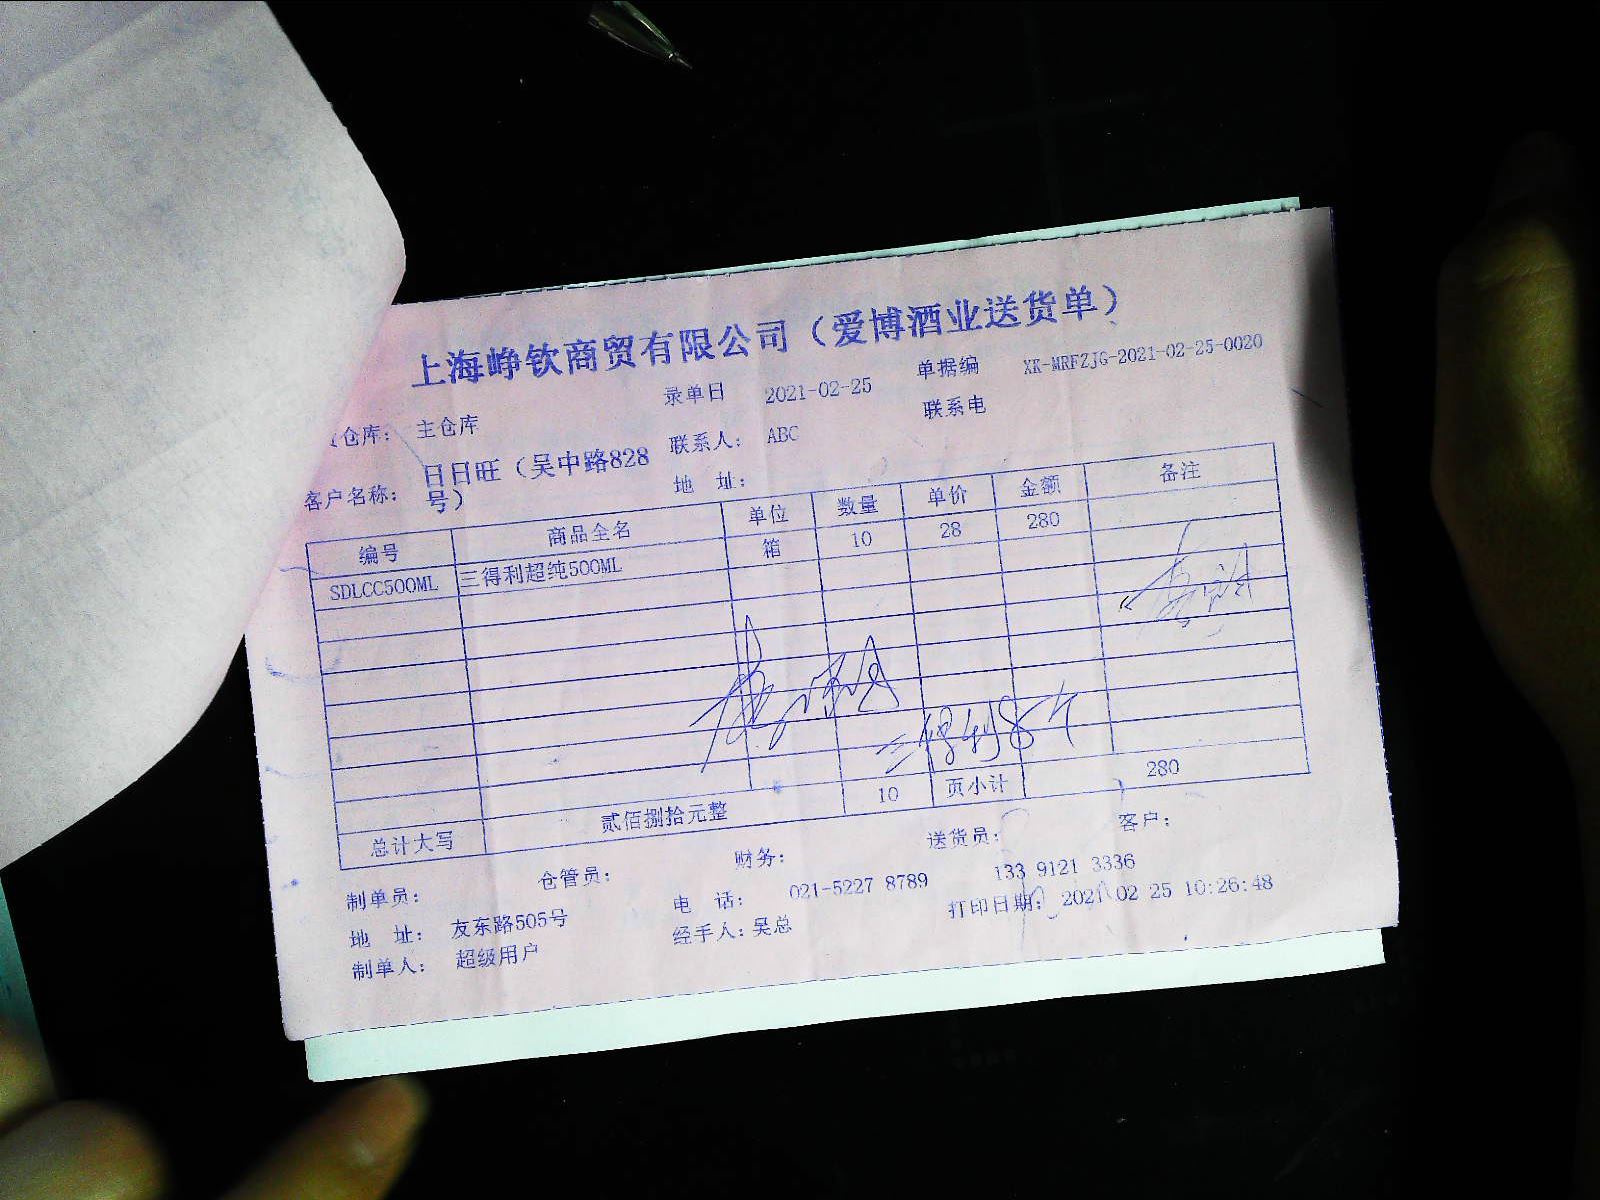 上海峥钦商贸有限公司（爱博酒业送货单）
仓库： 主仓库 录单日 2021-02-25 单据编 XK-MRFZJG-2021-02-25-0020
客户名称： 日日旺（吴中路828号） 联系人： ABC 联系电
地 址：
编号 商品全名 单位 数量 单价 金额 备注
SDLCC500ML 三得利超纯500ML 箱 10 28 280
总计大写 贰佰捌拾元整 10 页小计 280
制单员： 仓管员： 财务： 送货员： 客户：
地 址： 友东路505号 电 话： 021-5227 8789 133 9121 3336
制单人： 超级用户 经手人：吴总 打印日期： 2021 02 25 10:26:48